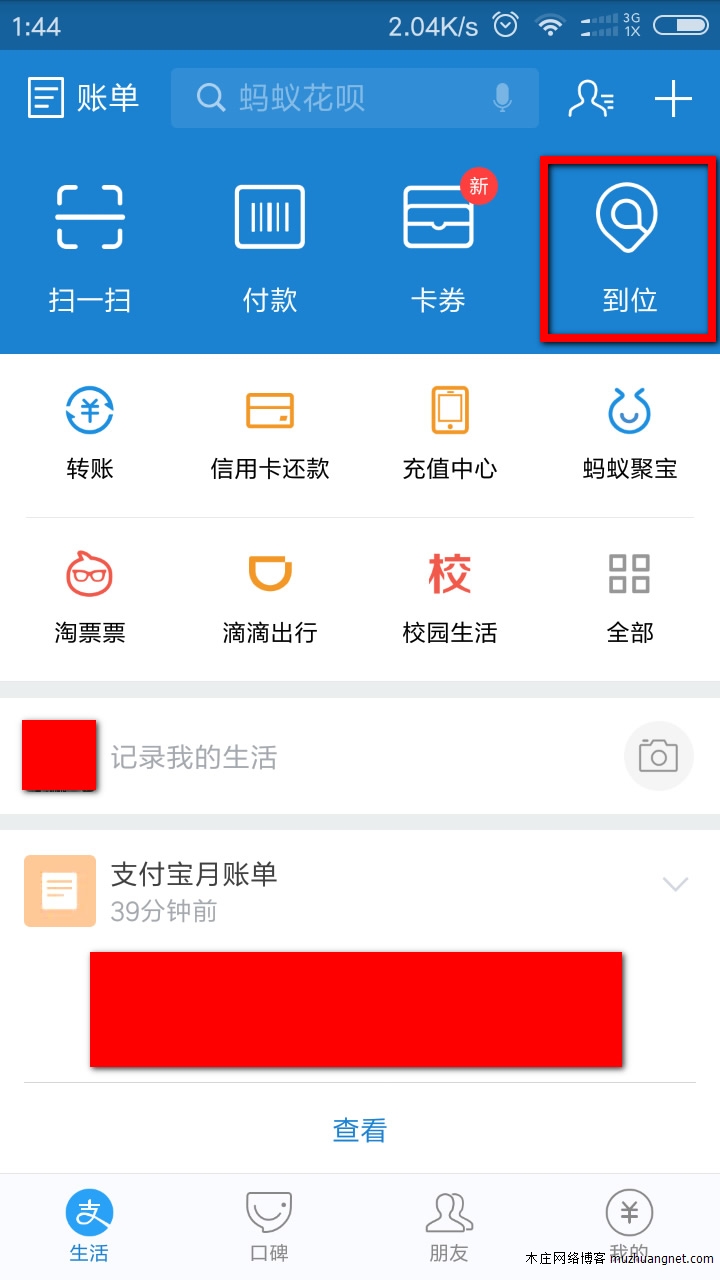 1:44 2.04K/s 3G 1X
账单 蚂蚁花呗
新
扫一扫 付款 卡券 到位
转账 信用卡还款 充值中心 蚂蚁聚宝
校
淘票票 滴滴出行 校园生活 全部
记录我的生活
支付宝月账单
39分钟前
查看
支
生活 口碑 朋友 我的
木庄网络博客 muzhuangnet.com